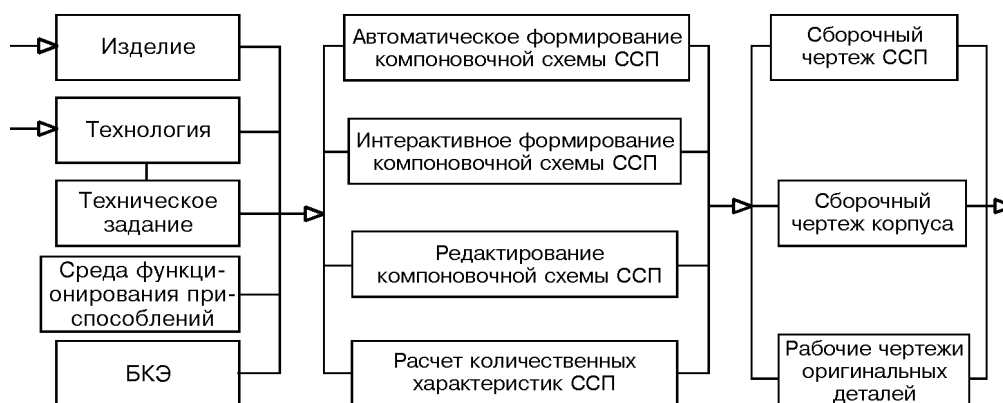 Изделие
Технология
Техническое
задание
Среда функци-
онирования при-
способлений
БКЭ
Автоматическое формирование
компоновочной схемы ССП
Интерактивное формирование
компоновочной схемы ССП
Редактирование
компоновочной схемы ССП
Расчет количественных
характеристик ССП
Сборочный
чертеж ССП
Сборочный
чертеж корпуса
Рабочие чертежи
оригинальных
деталей